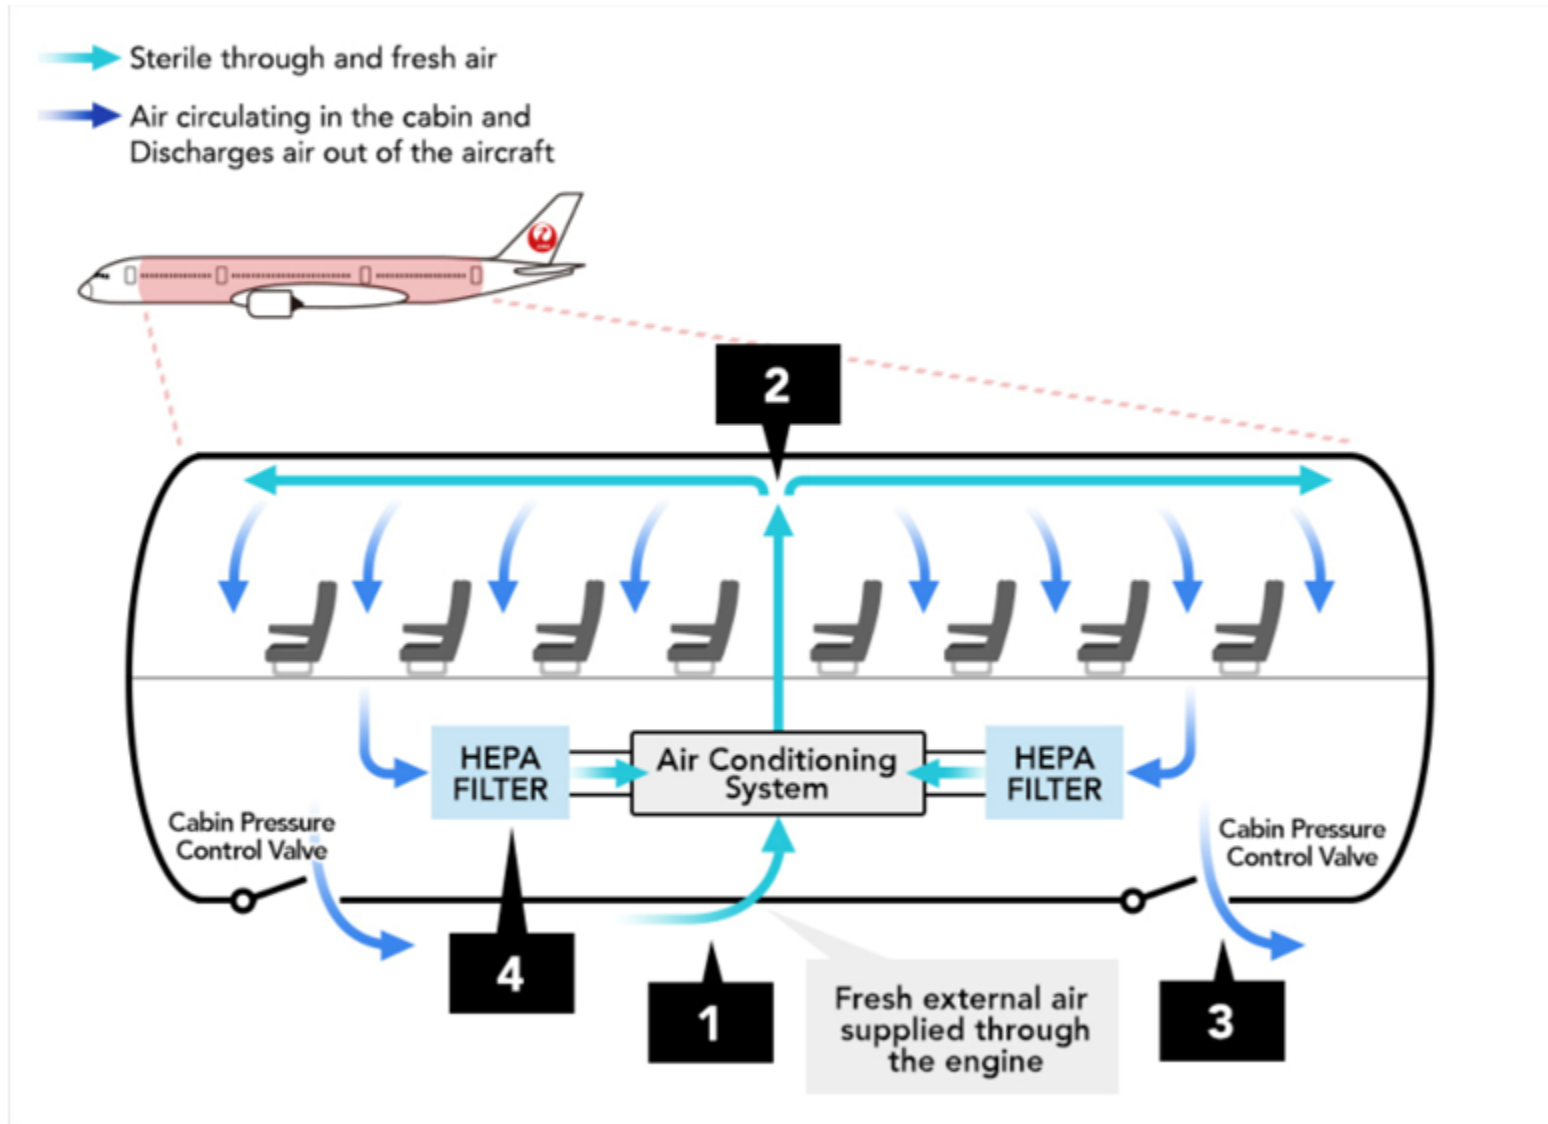 Sterile through and fresh air
Air circulating in the cabin and
Discharges air out of the aircraft
2
HEPA
FILTER
Air Conditioning
System
HEPA
FILTER
Cabin Pressure
Control Valve
Cabin Pressure
Control Valve
4
1
Fresh external air
supplied through
the engine
3